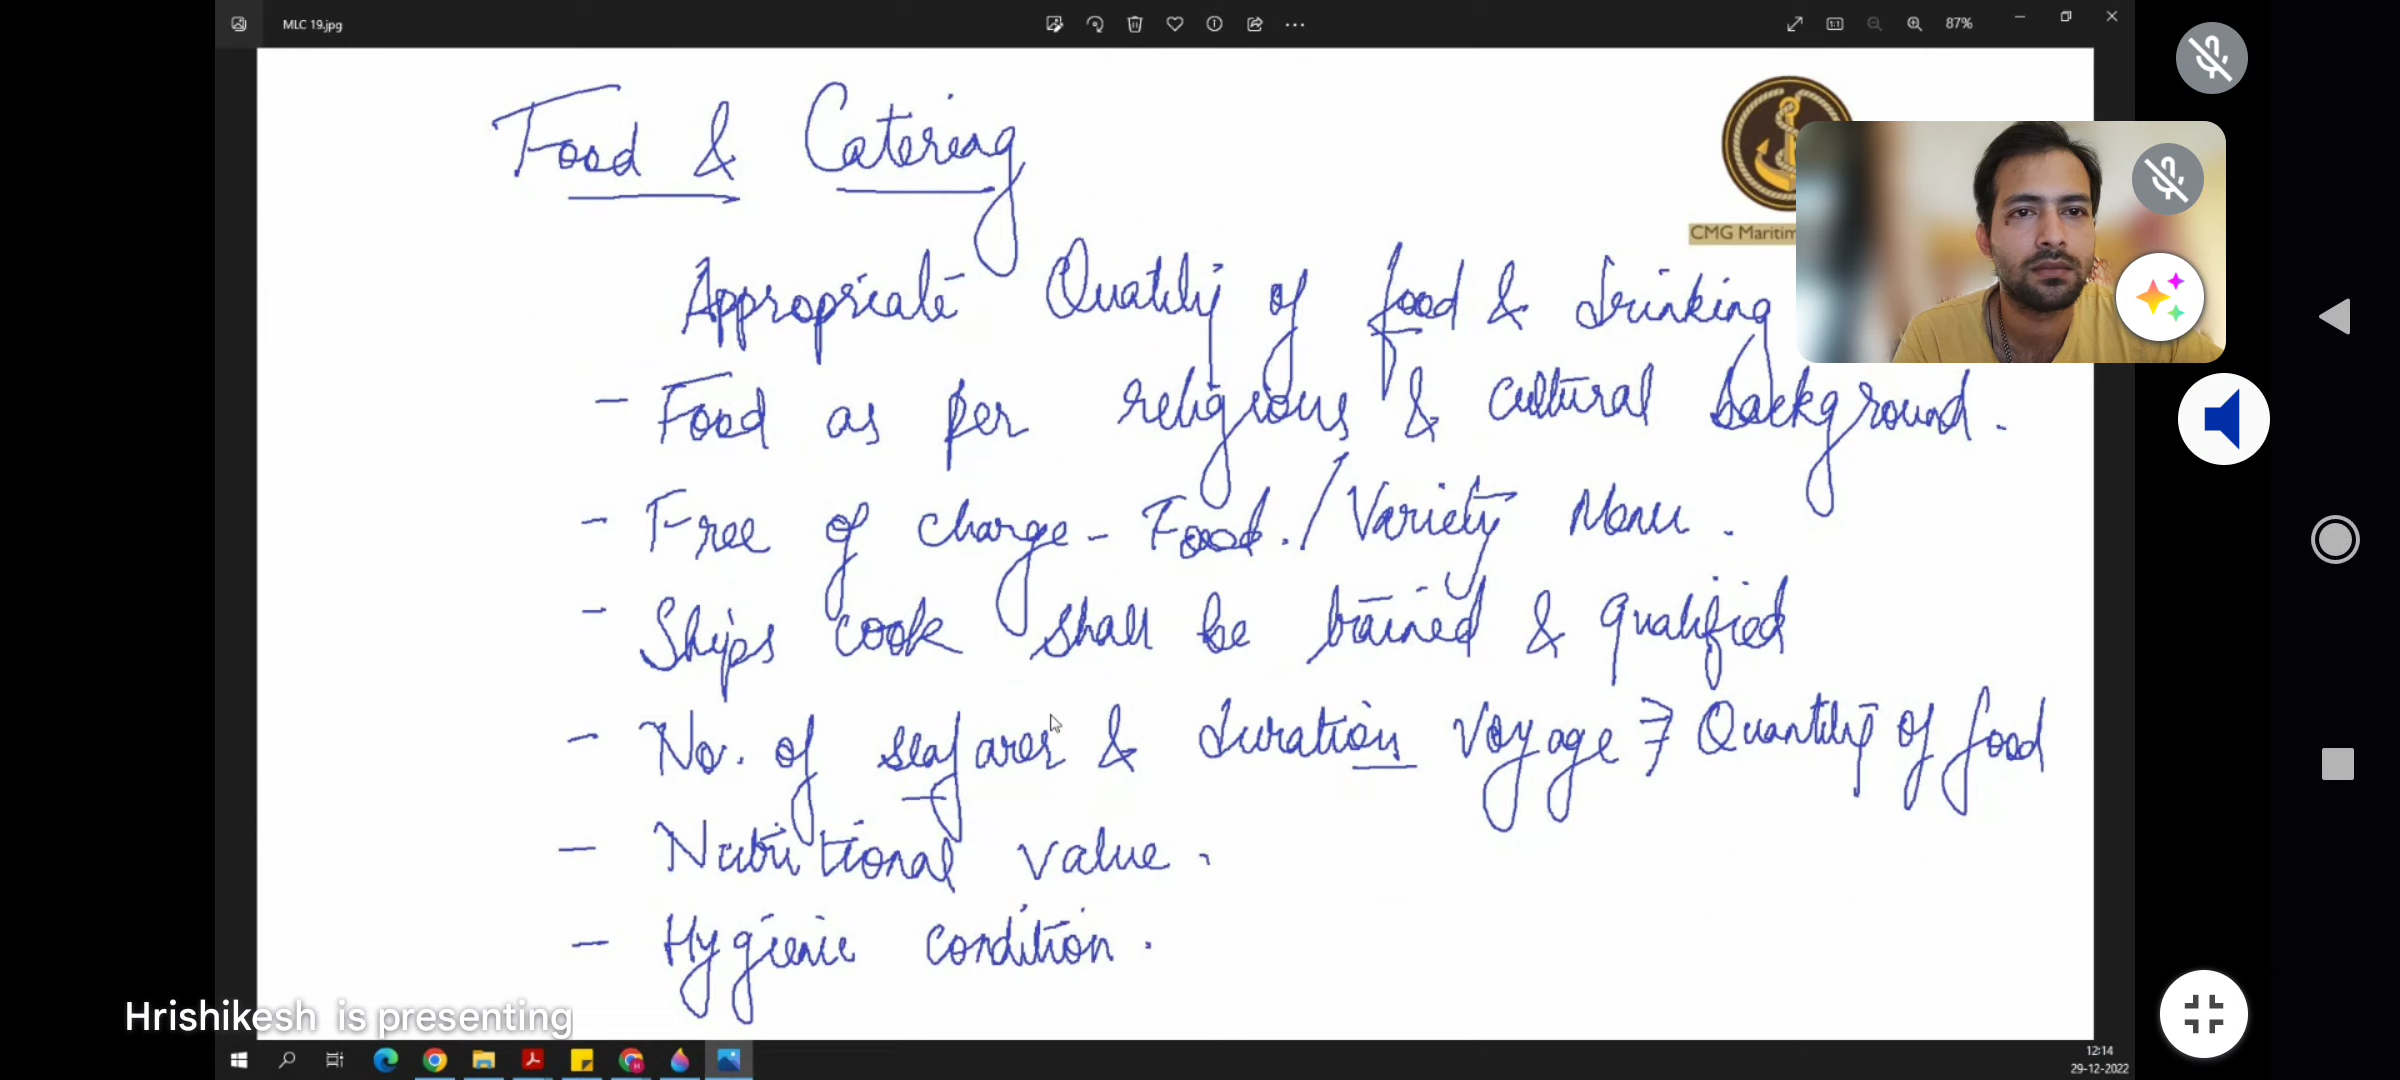 MLC 19.jpg
87%
Food & Catering
CMG Maritim
Appropriate Quality of food & drinking
- Food as per religious & cultural background.
- Free of charge - Food. / Variety Menu.
- Ships cook shall be trained & qualified
- No. of seafarer & duration voyage } Quantity of food
- Nutritional value.
- Hygienic condition.
Hrishikesh is presenting
12:14
29-12-2022